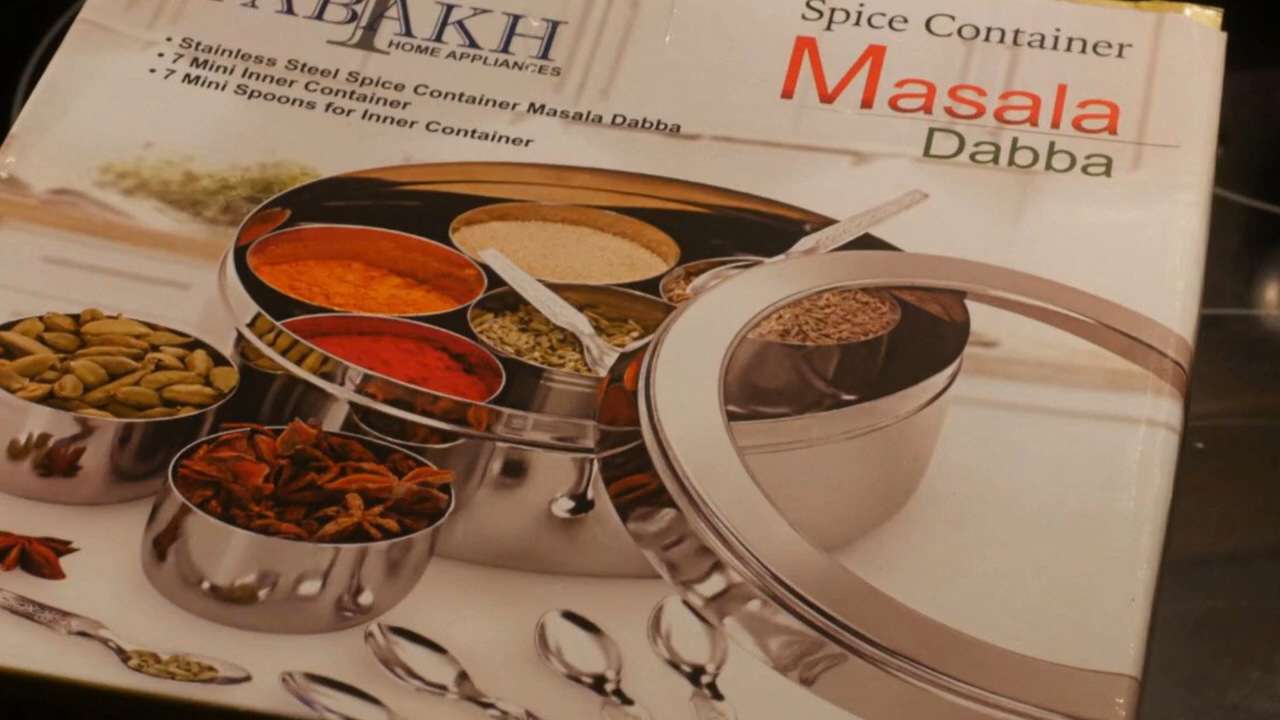 TABAKH
HOME APPLIANCES
• Stainless Steel Spice Container Masala Dabba
• 7 Mini Inner Container
• 7 Mini Spoons for Inner Container
Spice Container
Masala
Dabba